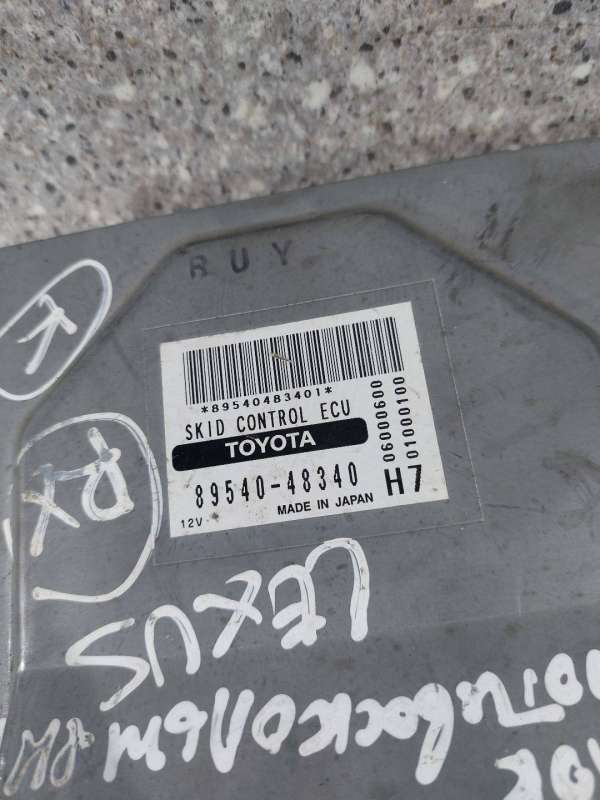 RUY
*89540483401*
SKID CONTROL ECU
TOYOTA
89540-48340
H7
12V
MADE IN JAPAN
06000600
01000100
K
RX
LEXUS